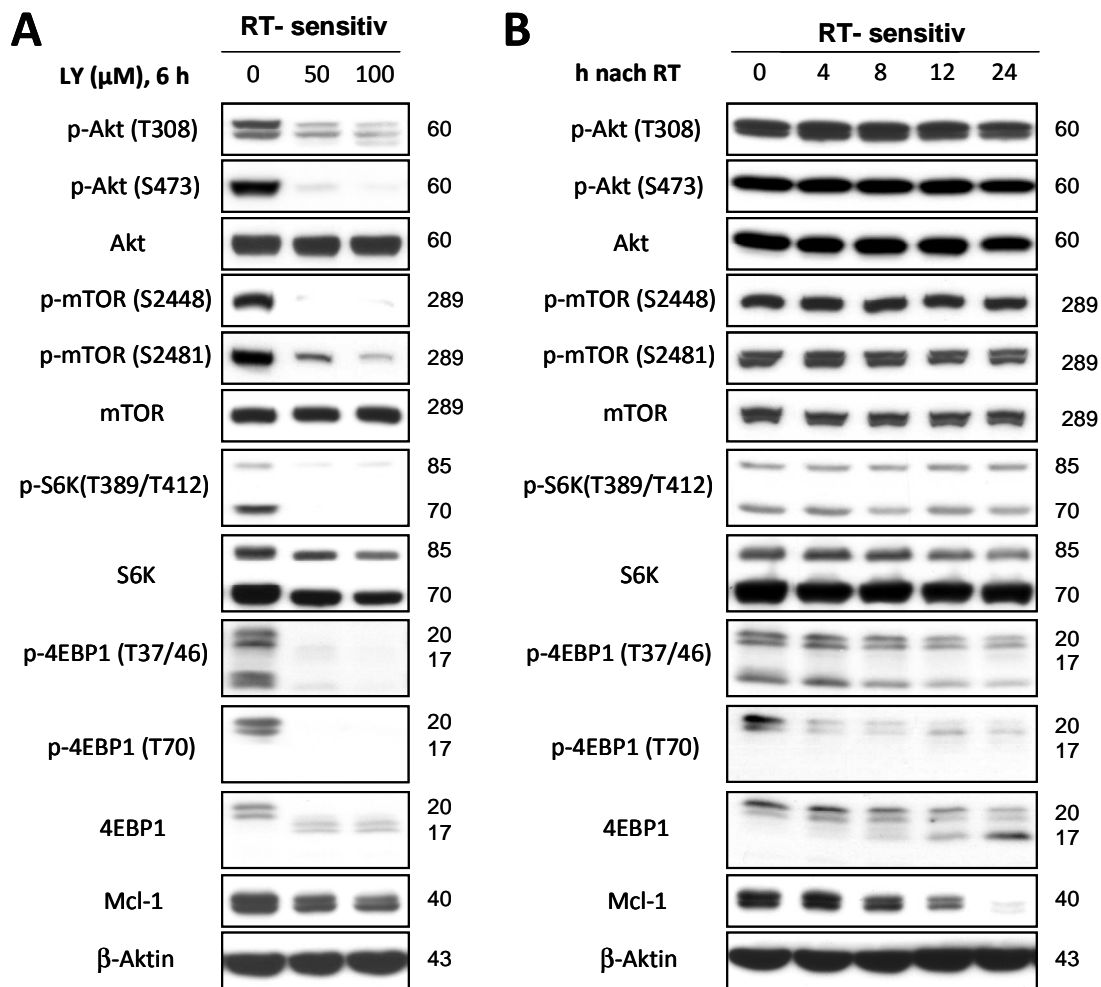 A
RT- sensitiv
LY (µM), 6 h 0 50 100
p-Akt (T308) 60
p-Akt (S473) 60
Akt 60
p-mTOR (S2448) 289
p-mTOR (S2481) 289
mTOR 289
85
p-S6K(T389/T412)
70
85
S6K
70
20
p-4EBP1 (T37/46) 17
20
p-4EBP1 (T70) 17
20
4EBP1 17
Mcl-1 40
β-Aktin 43
B
RT- sensitiv
h nach RT 0 4 8 12 24
p-Akt (T308) 60
p-Akt (S473) 60
Akt 60
p-mTOR (S2448) 289
p-mTOR (S2481) 289
mTOR 289
85
p-S6K(T389/T412)
70
85
S6K
70
20
p-4EBP1 (T37/46) 17
20
p-4EBP1 (T70) 17
20
4EBP1 17
Mcl-1 40
β-Aktin 43